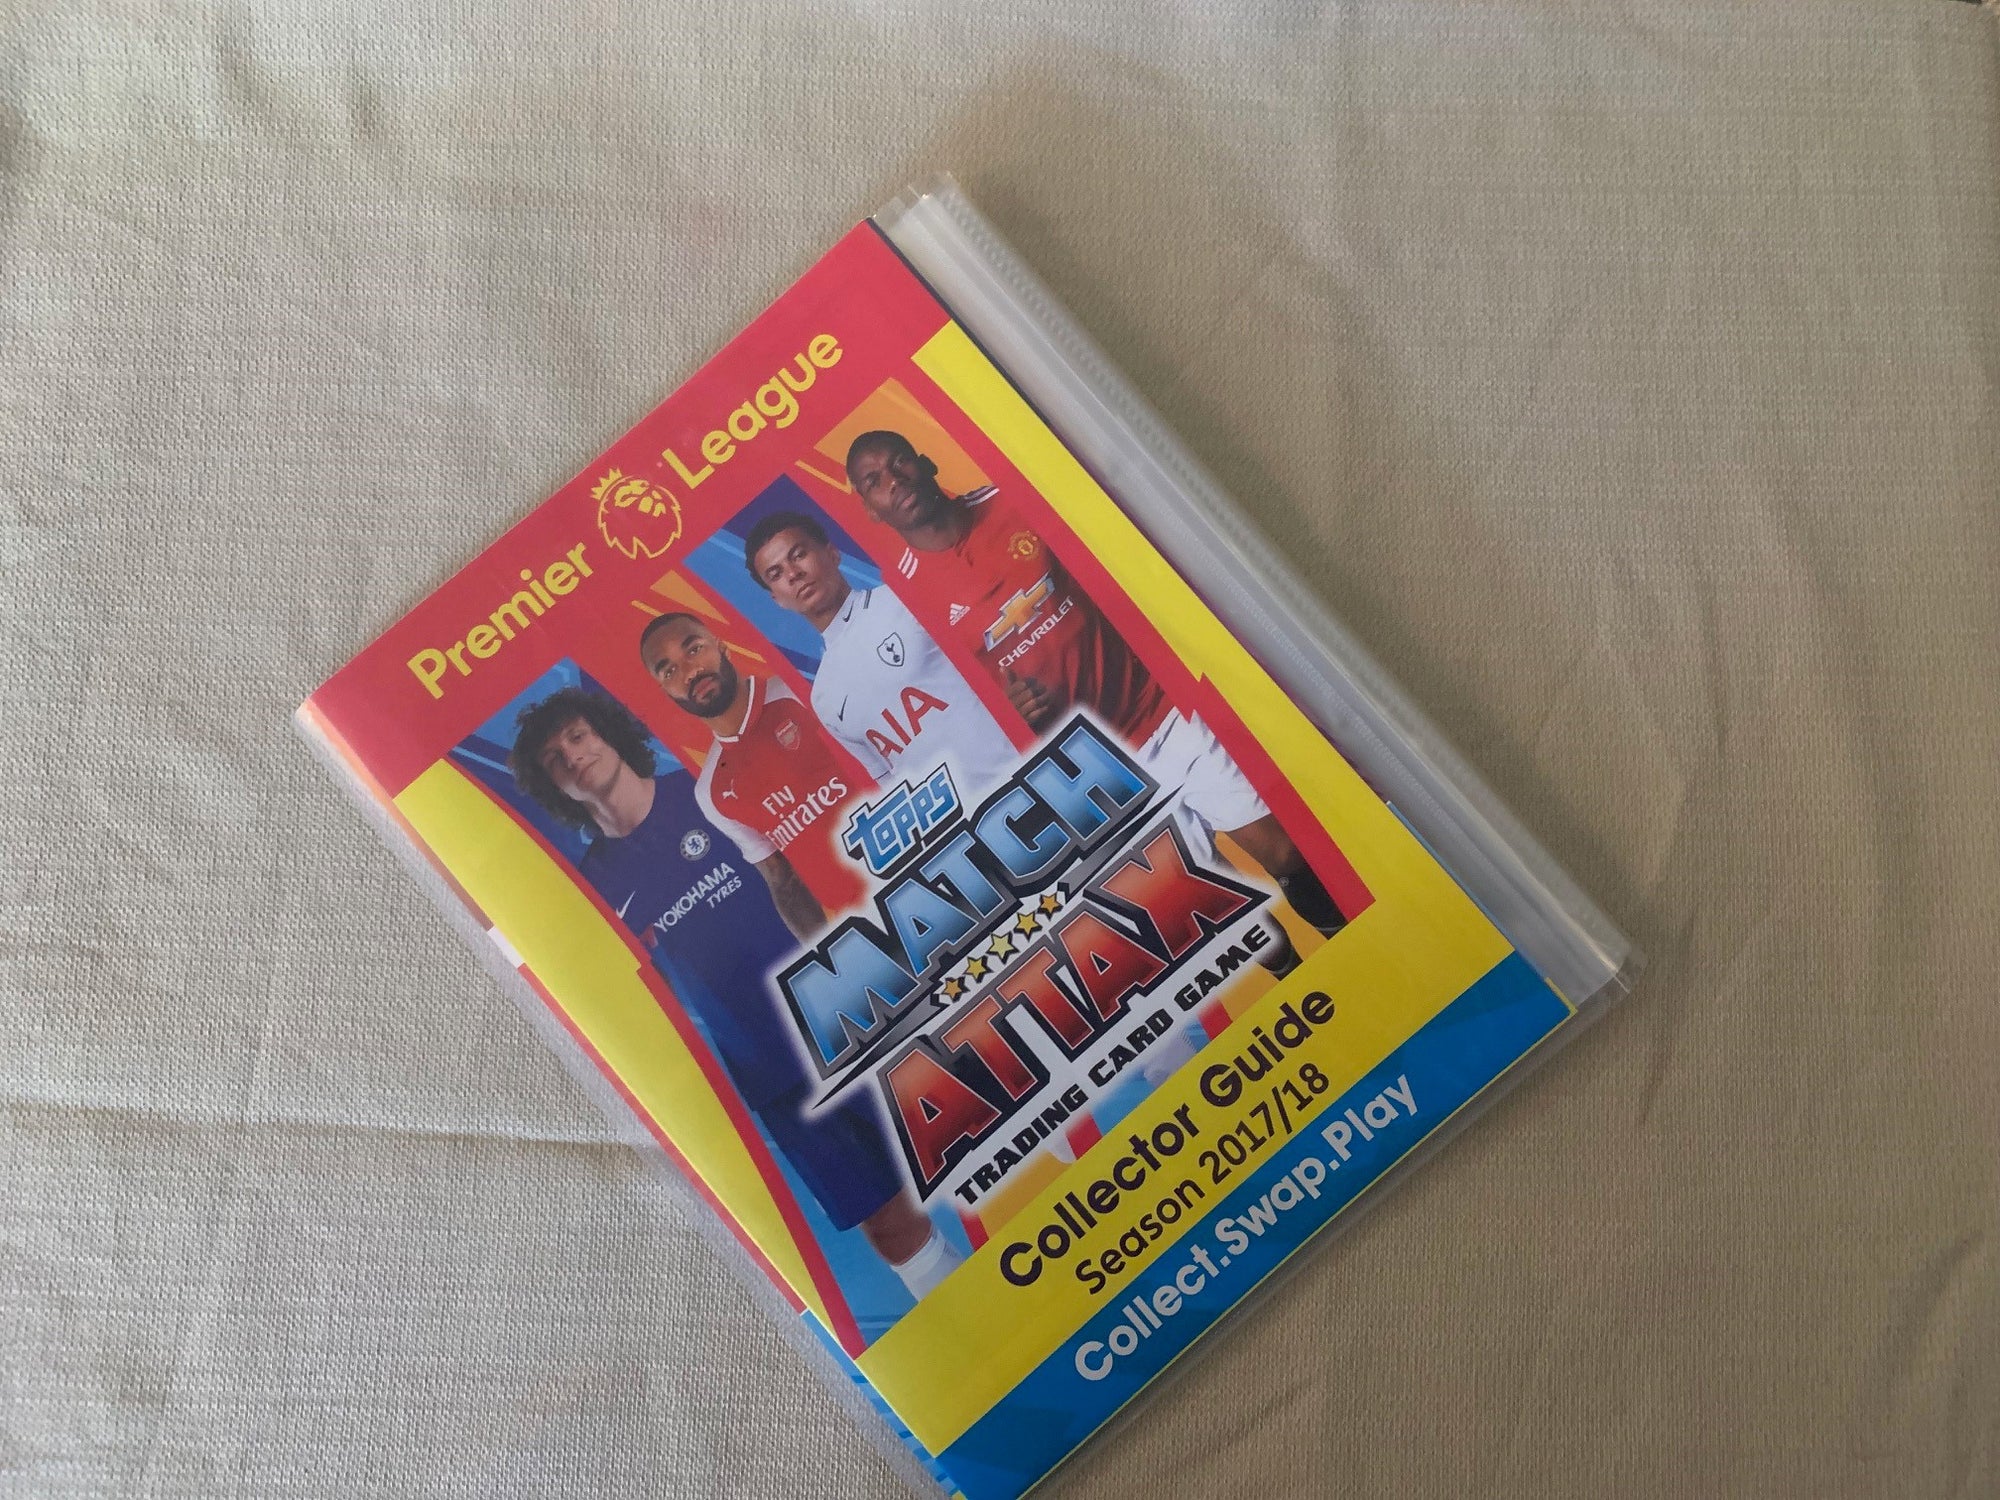 Premier League
CHEVROLET
adidas
AIA
Fly
Emirates
YOKOHAMA
TYRES
topps
MATCH
ATTAX
TRADING CARD GAME
Collector Guide
Season 2017/18
Collect.Swap.Play